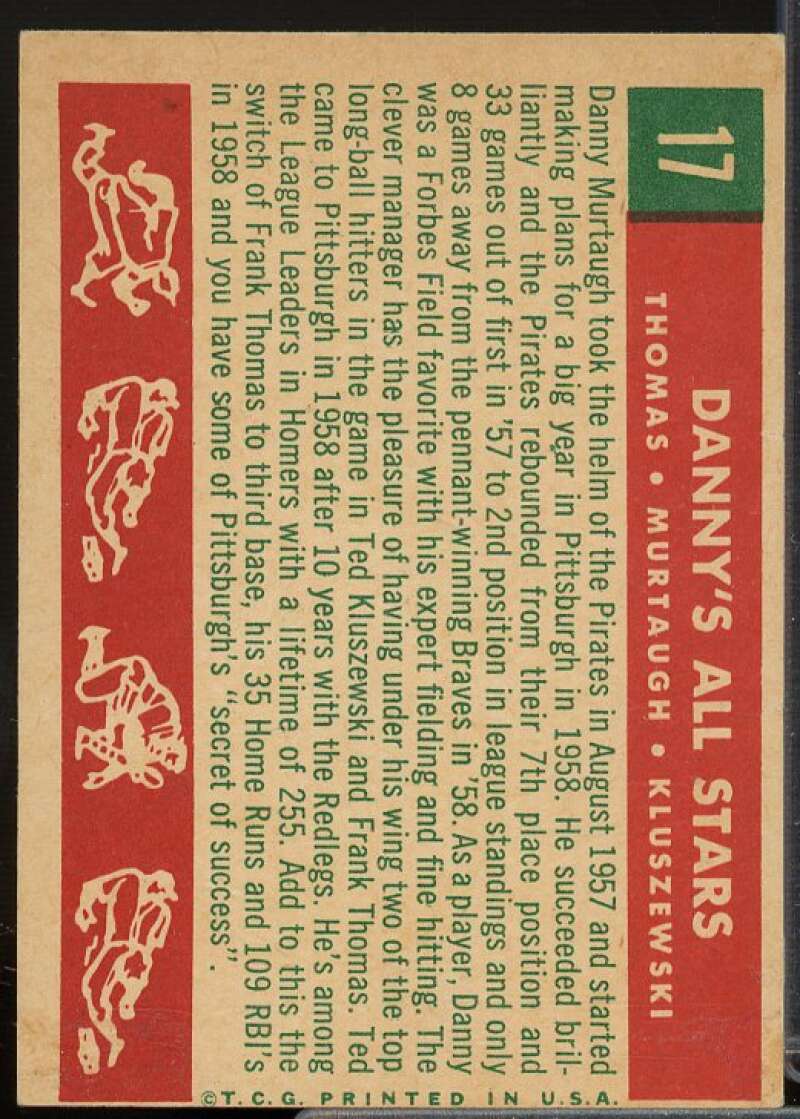 17
DANNY'S ALL STARS
THOMAS • MURTAUGH • KLUSZEWSKI
Danny Murtaugh took the helm of the Pirates in August 1957 and started
making plans for a big year in Pittsburgh in 1958. He succeeded bril-
liantly and the Pirates rebounded from their 7th place position and
33 games out of first in '57 to 2nd position in league standings and only
8 games away from the pennant-winning Braves in '58. As a player, Danny
was a Forbes Field favorite with his expert fielding and fine hitting. The
clever manager has the pleasure of having under his wing two of the top
long-ball hitters in the game in Ted Kluszewski and Frank Thomas. Ted
came to Pittsburgh in 1958 after 10 years with the Redlegs. He's among
the League Leaders in Homers with a lifetime of 255. Add to this the
switch of Frank Thomas to third base, his 35 Home Runs and 109 RBI's
in 1958 and you have some of Pittsburgh's "secret of success".
©T.C.G. PRINTED IN U.S.A.